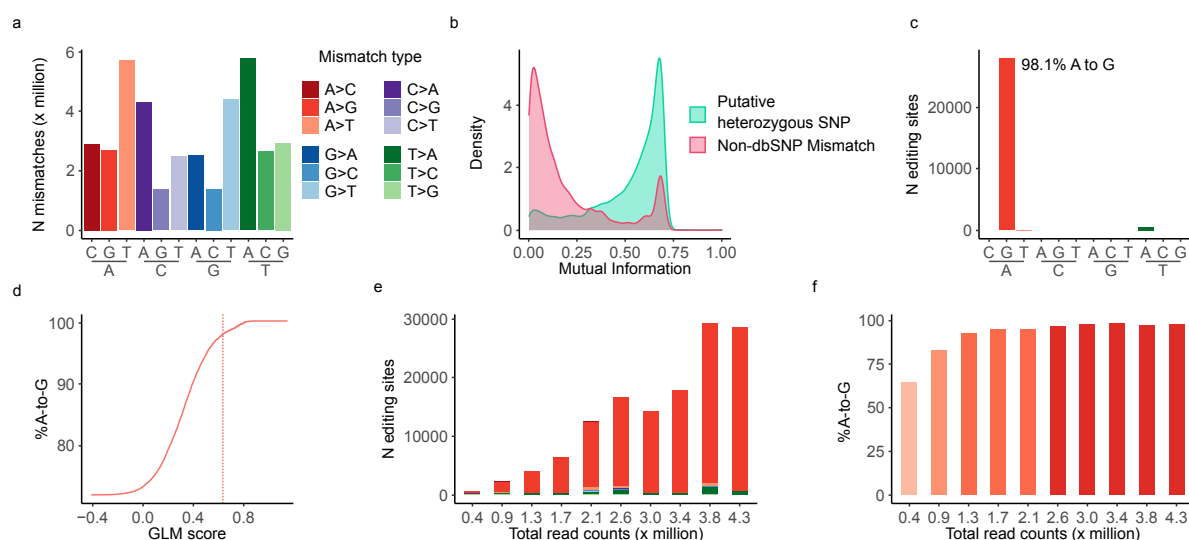 a
N mismatches (x million)
6
4
2
0
C G T A G T A C T A C G
A C G T
Mismatch type
A>C
A>G
A>T
C>A
C>G
C>T
G>A
G>C
G>T
T>A
T>C
T>G
b
Density
4
2
0
0.00 0.25 0.50 0.75 1.00
Mutual Information
Putative
heterozygous SNP
Non-dbSNP Mismatch
c
N editing sites
20000
10000
0
98.1% A to G
C G T A G T A C T A C G
A C G T
d
%A-to-G
100
90
80
−0.4 0.0 0.4 0.8
GLM score
e
N editing sites
30000
20000
10000
0
0.4 0.9 1.3 1.7 2.1 2.6 3.0 3.4 3.8 4.3
Total read counts (x million)
f
%A-to-G
100
75
50
25
0
0.4 0.9 1.3 1.7 2.1 2.6 3.0 3.4 3.8 4.3
Total read counts (x million)